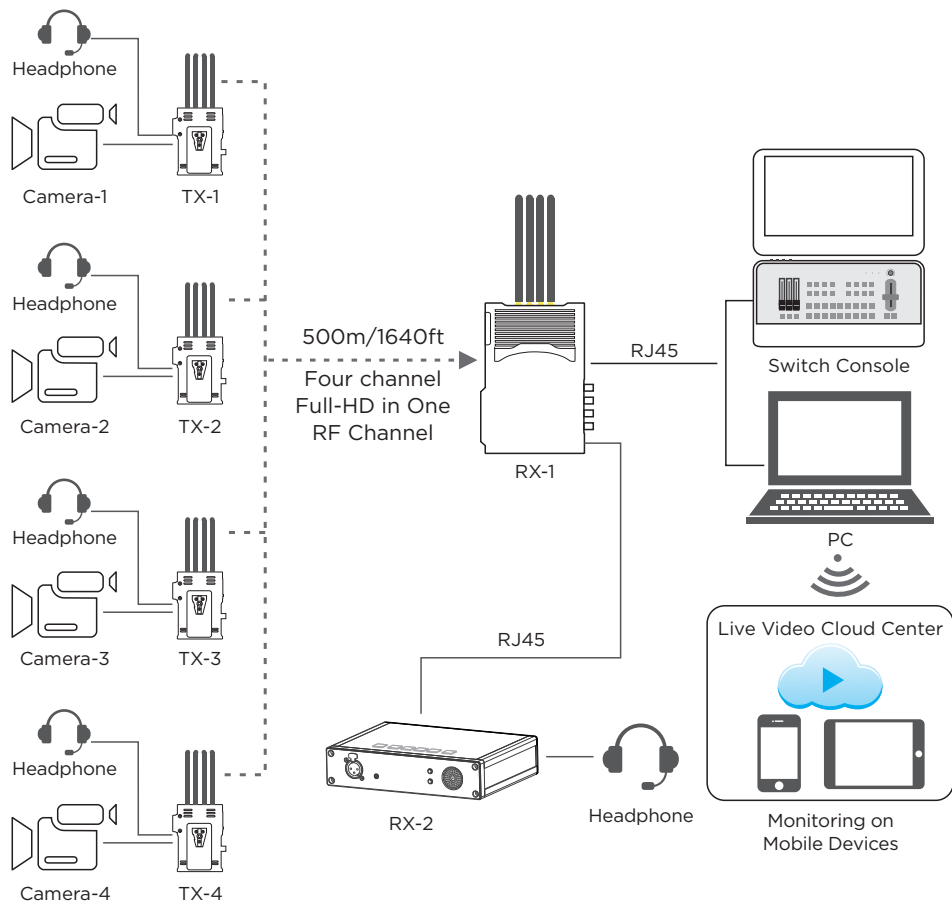 Headphone
Camera-1
TX-1
Headphone
Camera-2
TX-2
Headphone
Camera-3
TX-3
Headphone
Camera-4
TX-4
500m/1640ft
Four channel
Full-HD in One
RF Channel
RX-1
RJ45
RJ45
RX-2
Headphone
Switch Console
PC
Live Video Cloud Center
Monitoring on
Mobile Devices